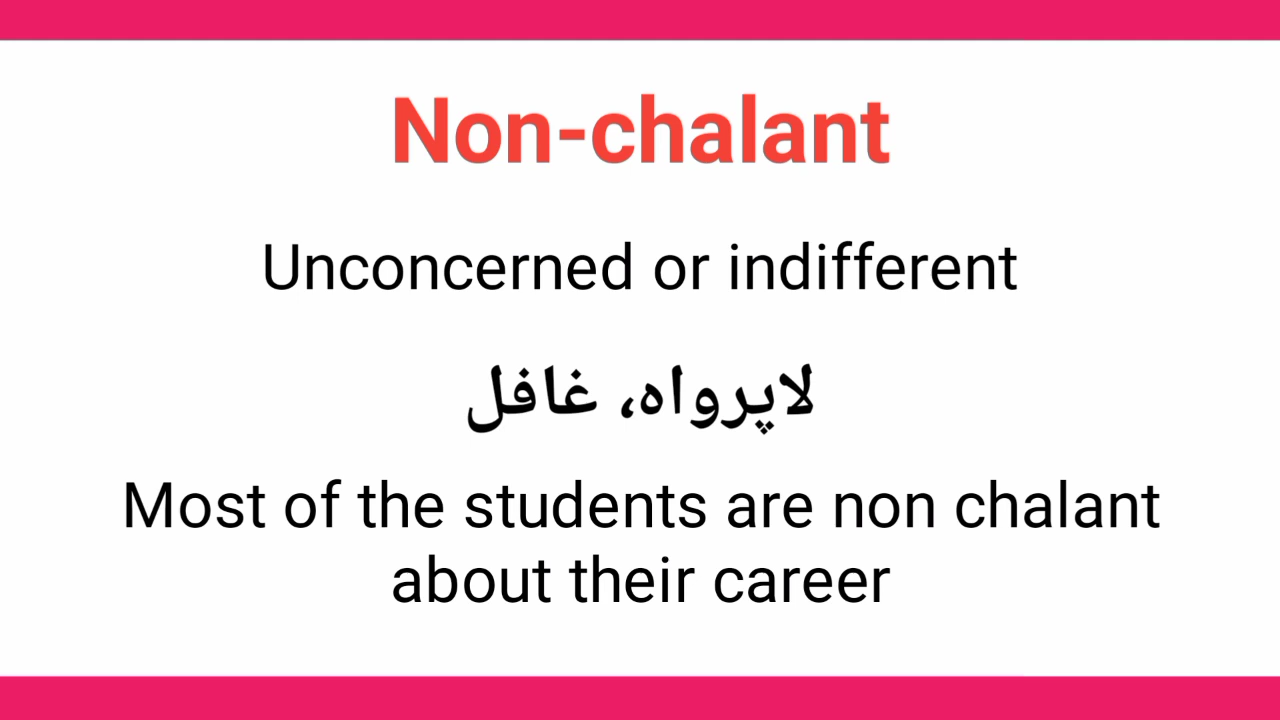 Non-chalant
Unconcerned or indifferent
لاپرواہ، غافل
Most of the students are non chalant
about their career